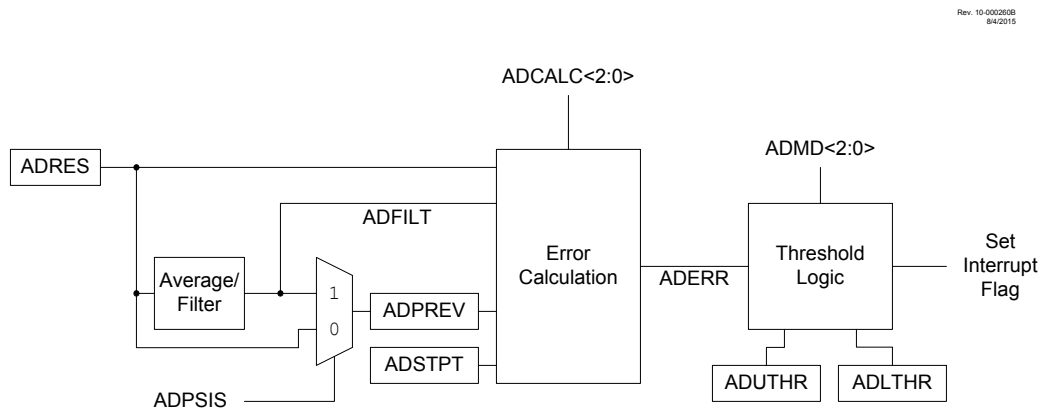 Rev. 10-000260B
8/4/2015
ADCALC<2:0>
ADMD<2:0>
ADRES
ADFILT
Average/
Filter
1
0
ADPREV
ADSTPT
ADPSIS
Error
Calculation
ADERR
Threshold
Logic
Set
Interrupt
Flag
ADUTHR
ADLTHR